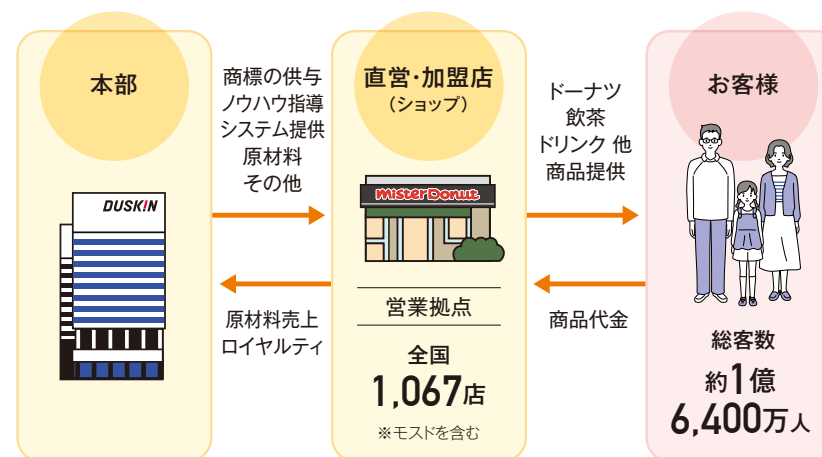 本部
DUSKIN
商標の供与
ノウハウ指導
システム提供
原材料
その他
原材料売上
ロイヤルティ
直営・加盟店
（ショップ）
misterDonut
営業拠点
全国
1,067店
※モスドを含む
ドーナツ
飲茶
ドリンク 他
商品提供
商品代金
お客様
総客数
約1億
6,400万人